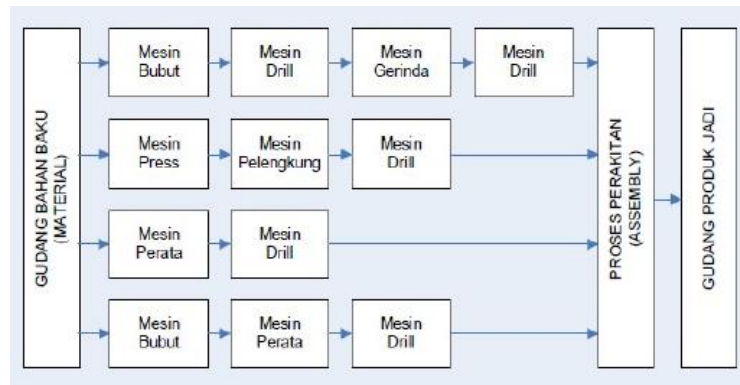 GUDANG BAHAN BAKU
(MATERIAL)
Mesin
Bubut
Mesin
Drill
Mesin
Gerinda
Mesin
Drill
Mesin
Press
Mesin
Pelengkung
Mesin
Drill
Mesin
Perata
Mesin
Drill
Mesin
Bubut
Mesin
Perata
Mesin
Drill
PROSES PERAKITAN
(ASSEMBLY)
GUDANG PRODUK JADI